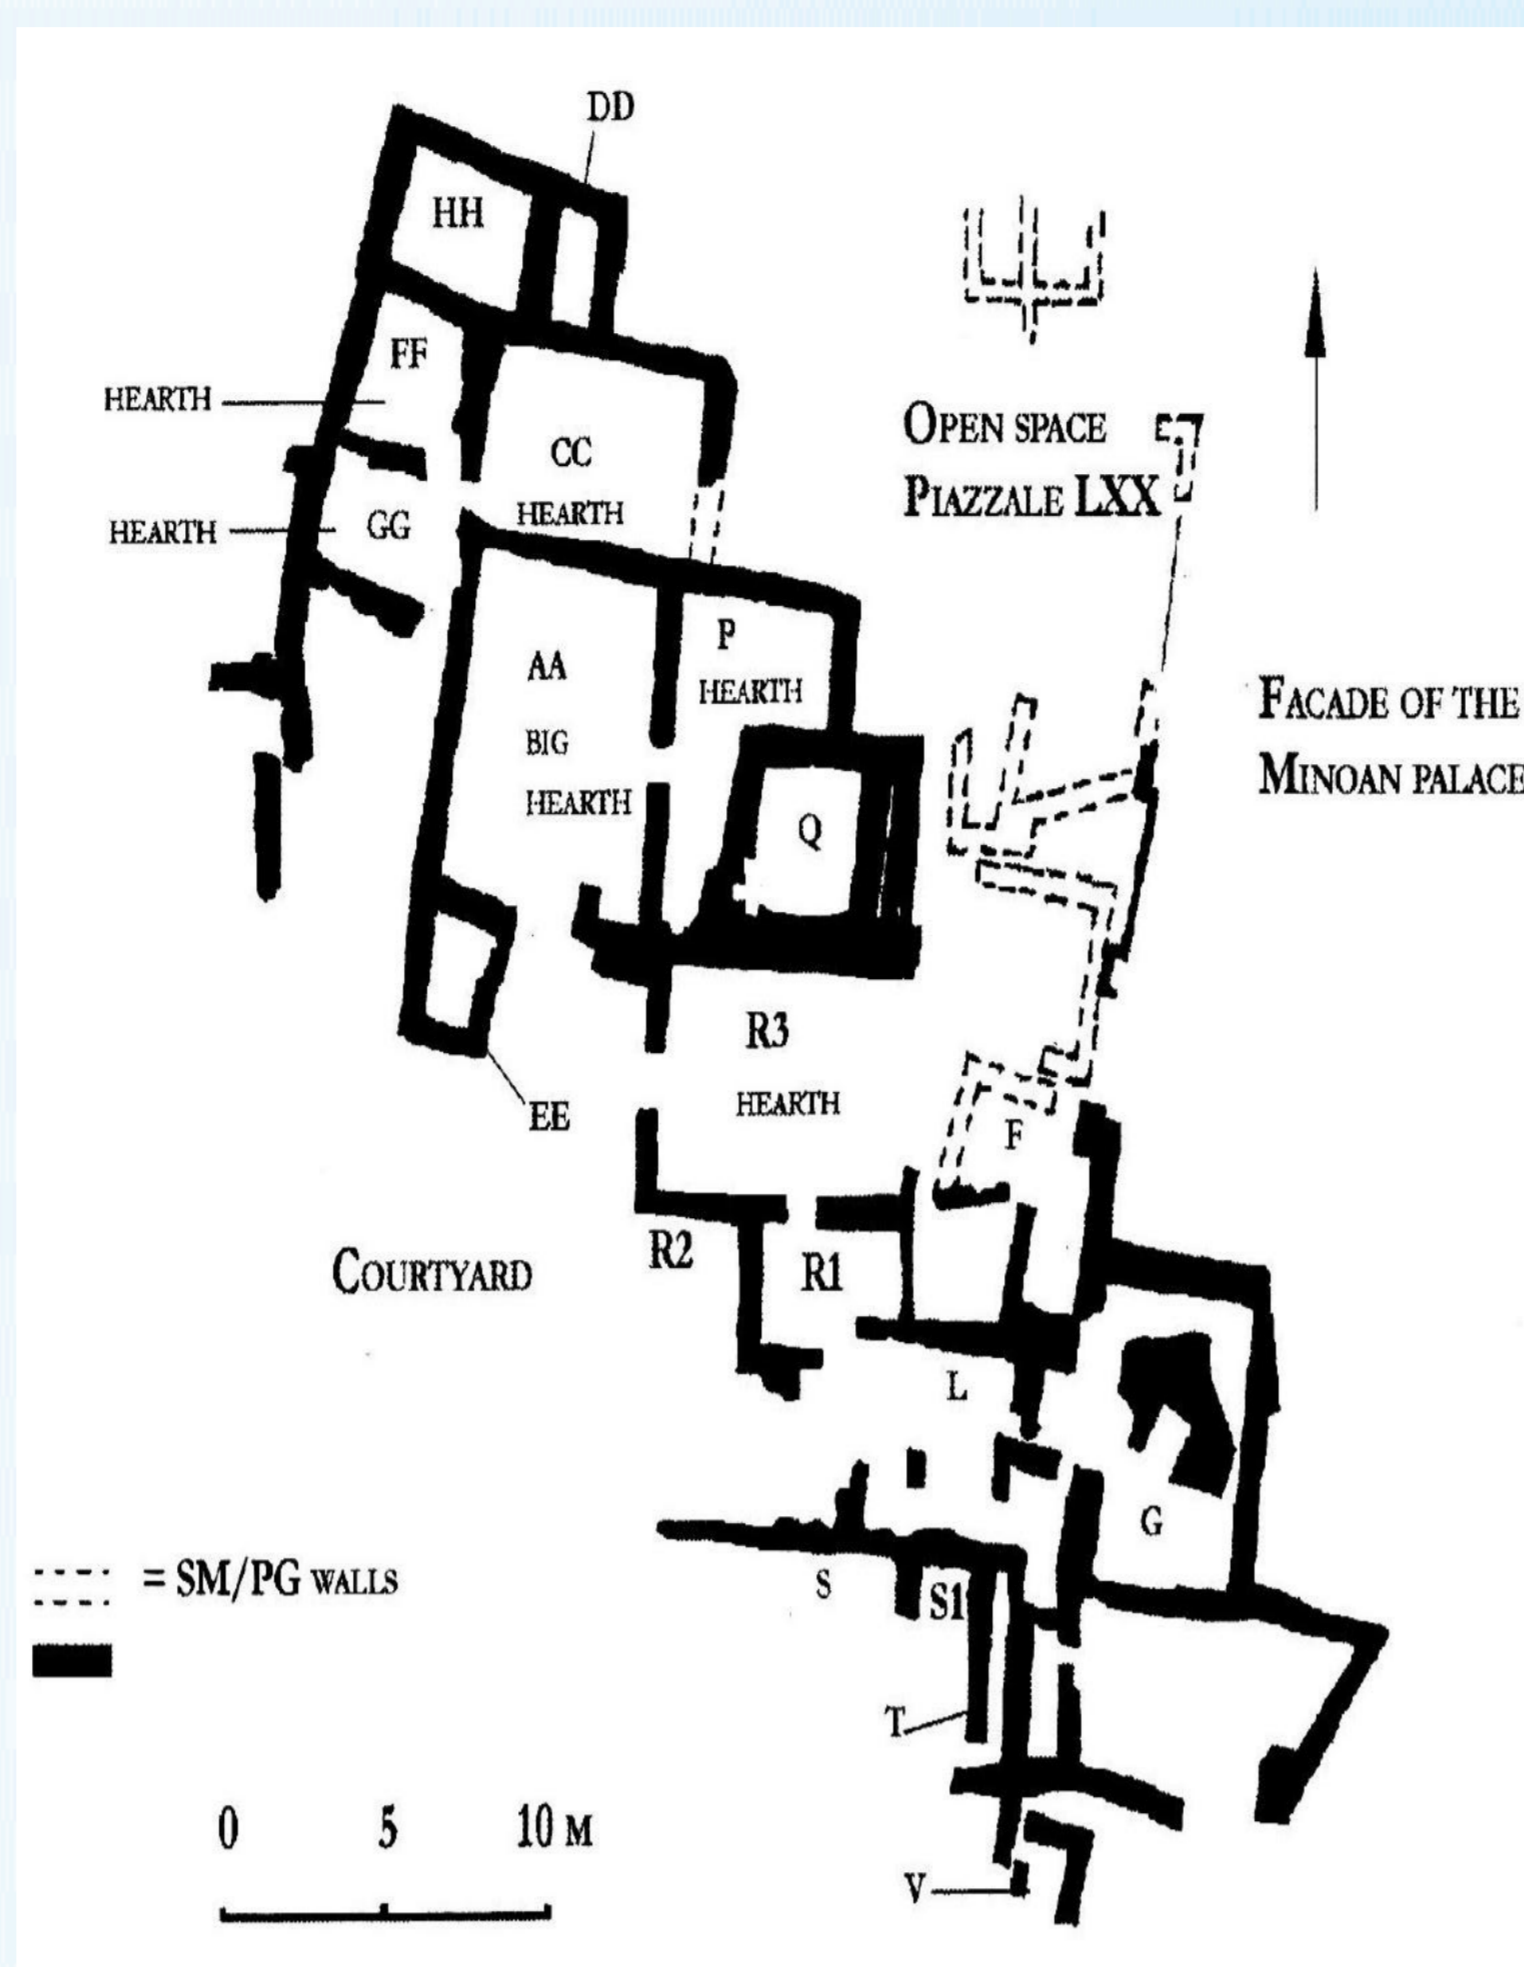 DD
HH
FF
HEARTH
OPEN SPACE
PIAZZALE LXX
CC
HEARTH
HEARTH
GG
P
HEARTH
AA
BIG
HEARTH
FACADE OF THE
MINOAN PALACE
Q
R3
HEARTH
EE
F
R2
R1
COURTYARD
L
G
= SM/PG WALLS
S
S1
T
0 5 10 M
V